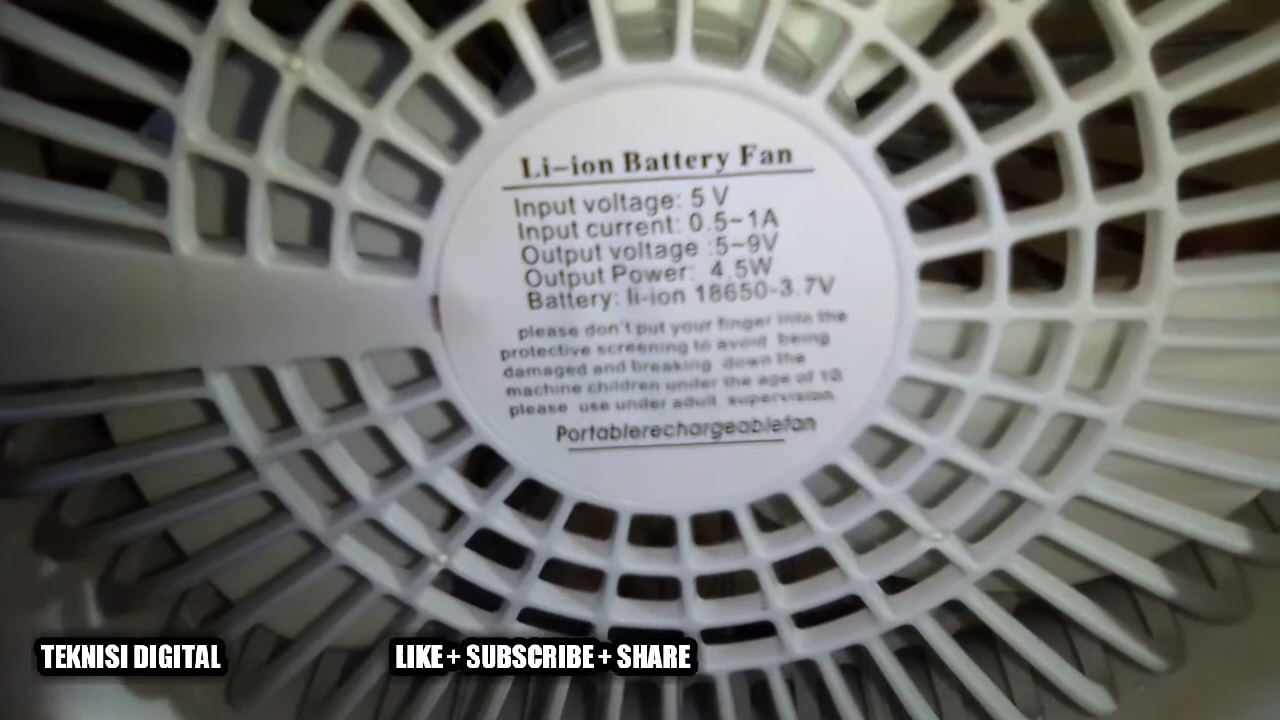 Li-ion Battery Fan
Input voltage: 5 V
Input current: 0.5~1A
Output voltage :5~9V
Output Power: 4.5W
Battery: li-ion 18650-3.7V
please don't put your finger into the
protective screening to avoid being
damaged and breaking down the
machine children under the age of 10
please use under adult supervision.
Portablerechargeablefan
TEKNISI DIGITAL
LIKE + SUBSCRIBE + SHARE